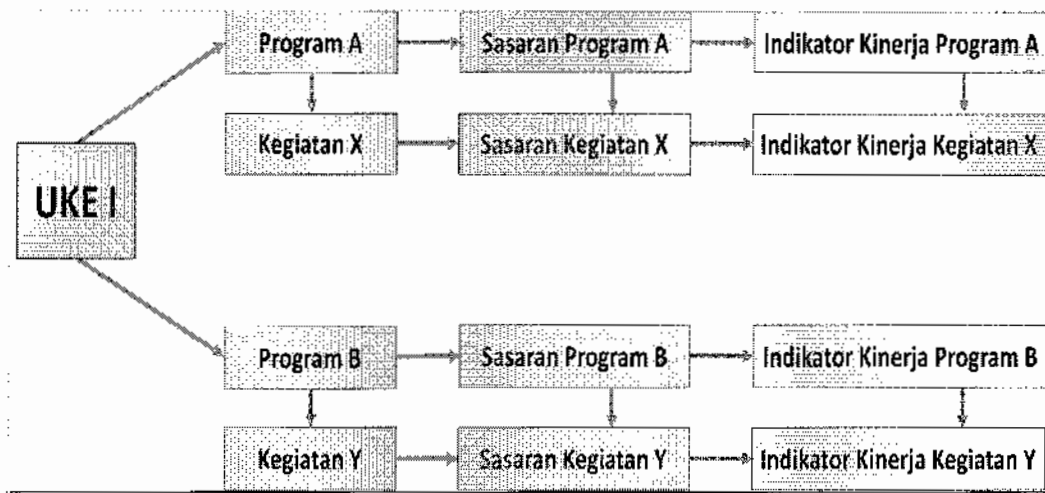 Program A
Sasaran Program A
Indikator Kinerja Program A
Kegiatan X
Sasaran Kegiatan X
Indikator Kinerja Kegiatan X
UKE I
Program B
Sasaran Program B
Indikator Kinerja Program B
Kegiatan Y
Sasaran Kegiatan Y
Indikator Kinerja Kegiatan Y